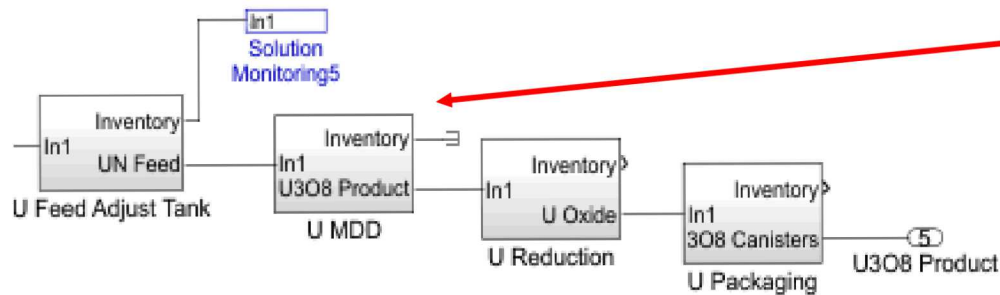 In1
Solution
Monitoring5
Inventory
In1
UN Feed
U Feed Adjust Tank
Inventory
In1
U3O8 Product
U MDD
Inventory
In1
U Oxide
U Reduction
Inventory
In1
3O8 Canisters
U Packaging
5
U3O8 Product